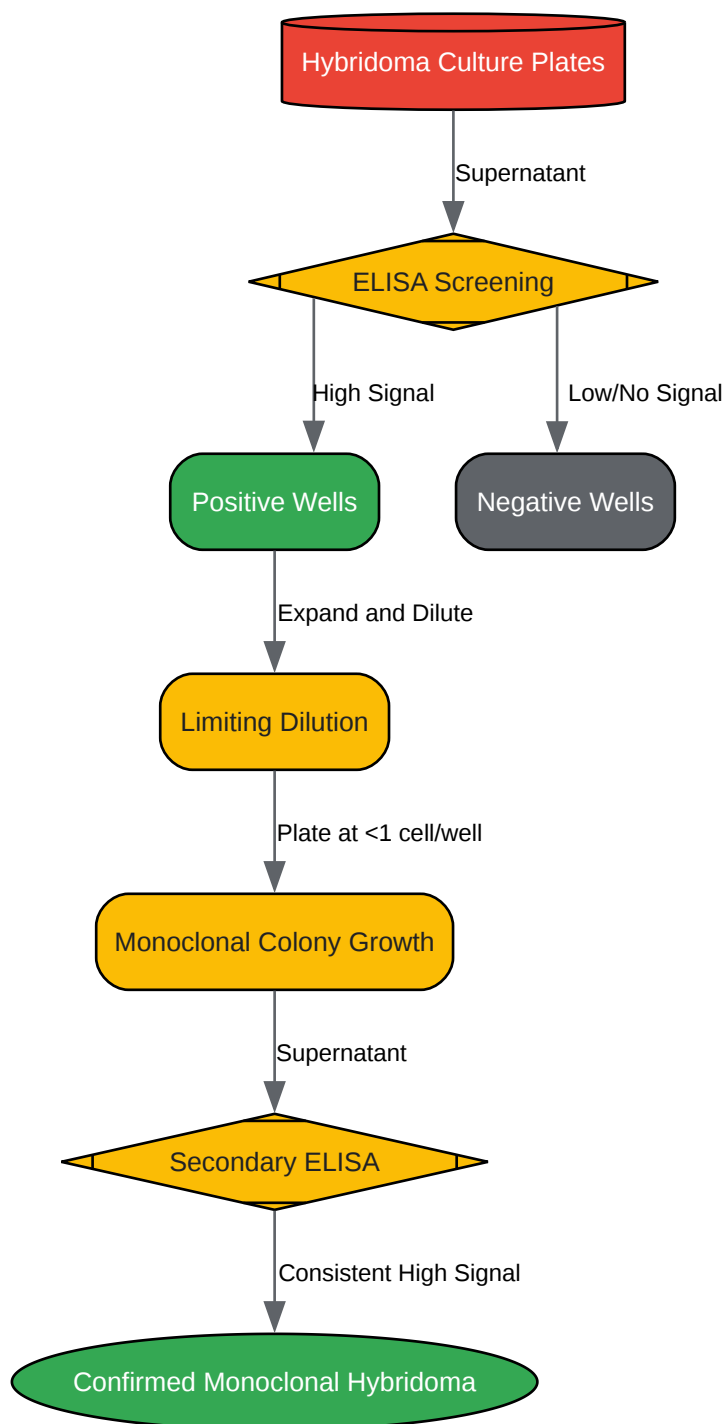 Hybridoma Culture Plates
Supernatant
ELISA Screening
High Signal
Low/No Signal
Positive Wells
Negative Wells
Expand and Dilute
Limiting Dilution
Plate at <1 cell/well
Monoclonal Colony Growth
Supernatant
Secondary ELISA
Consistent High Signal
Confirmed Monoclonal Hybridoma